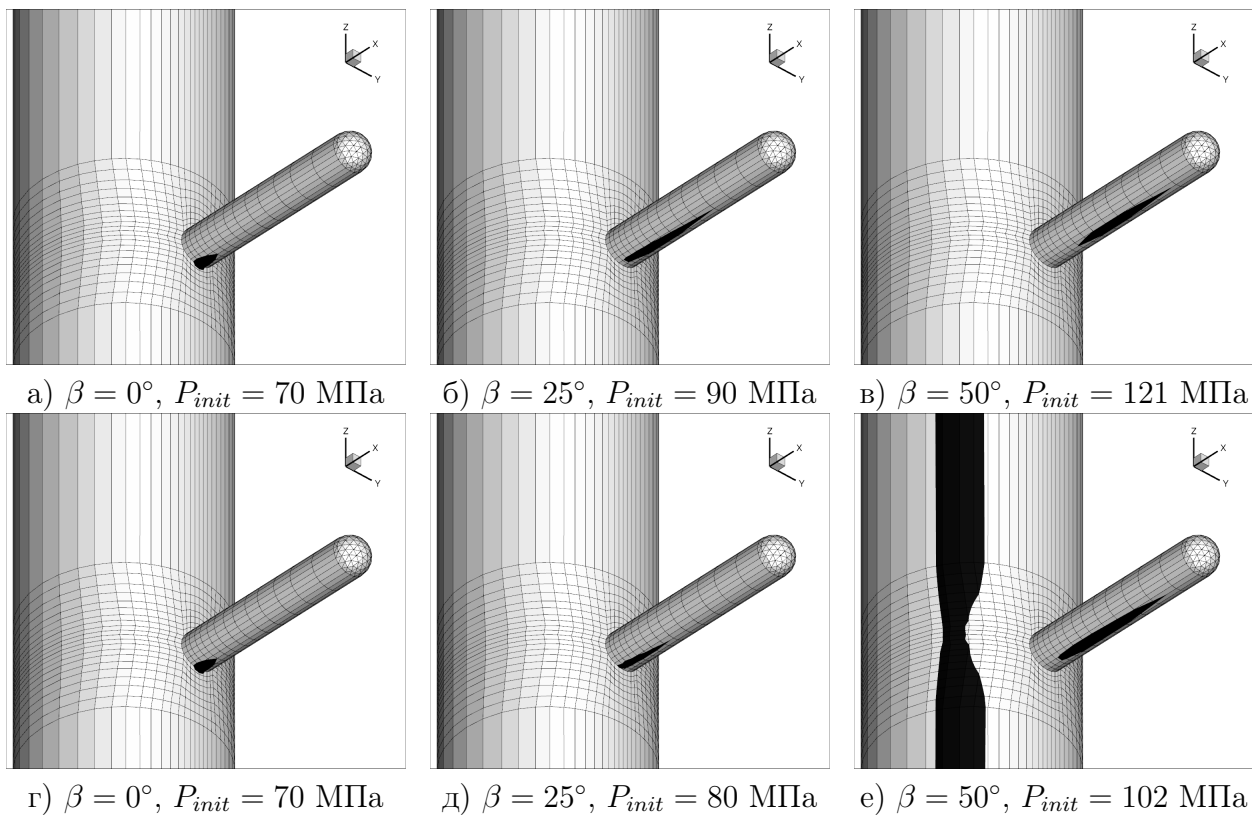 Z X Y Z X Y Z X Y
а) β = 0°, P_init = 70 МПа б) β = 25°, P_init = 90 МПа в) β = 50°, P_init = 121 МПа
Z X Y Z X Y Z X Y
г) β = 0°, P_init = 70 МПа д) β = 25°, P_init = 80 МПа е) β = 50°, P_init = 102 МПа